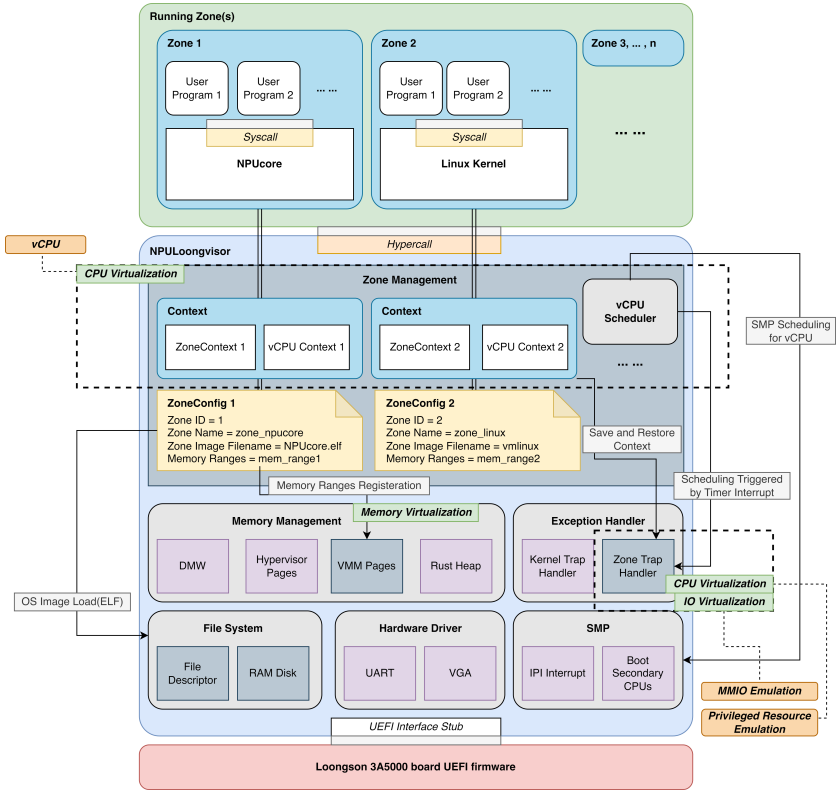 Running Zone(s)
Zone 1
User
Program 1
User
Program 2
... ...
Syscall
NPUcore
Zone 2
User
Program 1
User
Program 2
... ...
Syscall
Linux Kernel
Zone 3, ... , n
... ...
Hypercall
vCPU
CPU Virtualization
NPULoongvisor
Zone Management
Context
ZoneContext 1
vCPU Context 1
Context
ZoneContext 2
vCPU Context 2
vCPU
Scheduler
... ...
SMP Scheduling
for vCPU
ZoneConfig 1
Zone ID = 1
Zone Name = zone_npucore
Zone Image Filename = NPUcore.elf
Memory Ranges = mem_range1
ZoneConfig 2
Zone ID = 2
Zone Name = zone_linux
Zone Image Filename = vmlinux
Memory Ranges = mem_range2
Save and Restore
Context
Memory Ranges Registeration
Scheduling Triggered
by Timer Interrupt
Memory Management
Memory Virtualization
DMW
Hypervisor
Pages
VMM Pages
Rust Heap
Exception Handler
Kernel Trap
Handler
Zone Trap
Handler
CPU Virtualization
IO Virtualization
OS Image Load(ELF)
File System
File
Descriptor
RAM Disk
Hardware Driver
UART
VGA
SMP
IPI Interrupt
Boot
Secondary
CPUs
MMIO Emulation
Privileged Resource
Emulation
UEFI Interface Stub
Loongson 3A5000 board UEFI firmware